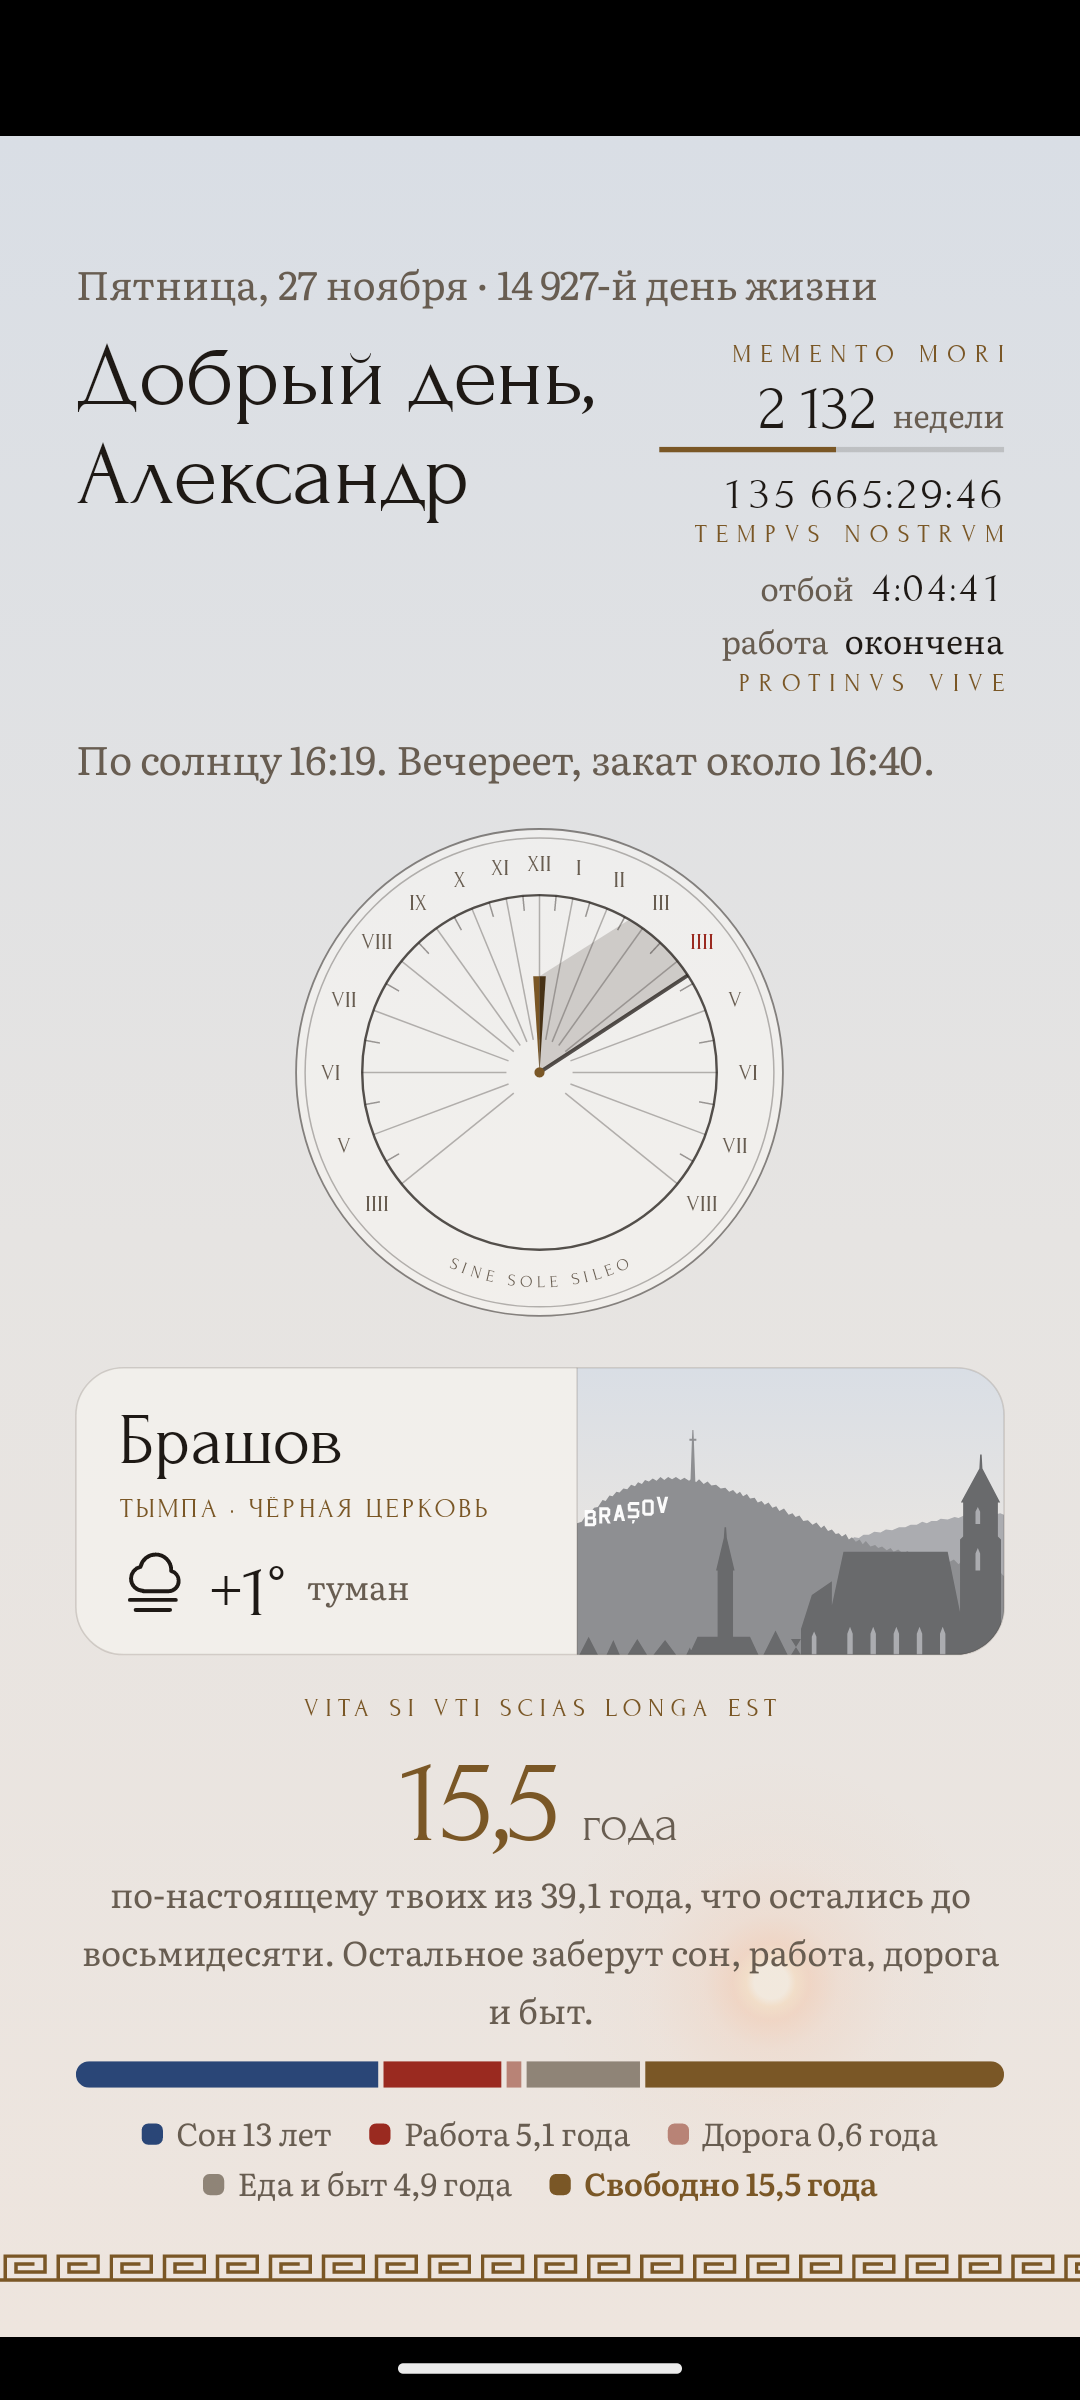 Пятница, 27 ноября · 14 927-й день жизни
Добрый день,
Александр
MEMENTO MORI
2 132 недели
135 665:29:46
TEMPVS NOSTRVM
отбой 4:04:41
работа окончена
PROTINVS VIVE
По солнцу 16:19. Вечереет, закат около 16:40.
IIII
V
VI
VII
VIII
IX
X
XI
XII
I
II
III
IIII
V
VI
VII
VIII
SINE SOLE SILEO
Брашов
ТЫМПА · ЧЁРНАЯ ЦЕРКОВЬ
+1° туман
BRAȘOV
VITA SI VTI SCIAS LONGA EST
15,5 года
по-настоящему твоих из 39,1 года, что остались до
восьмидесяти. Остальное заберут сон, работа, дорога
и быт.
Сон 13 лет
Работа 5,1 года
Дорога 0,6 года
Еда и быт 4,9 года
Свободно 15,5 года